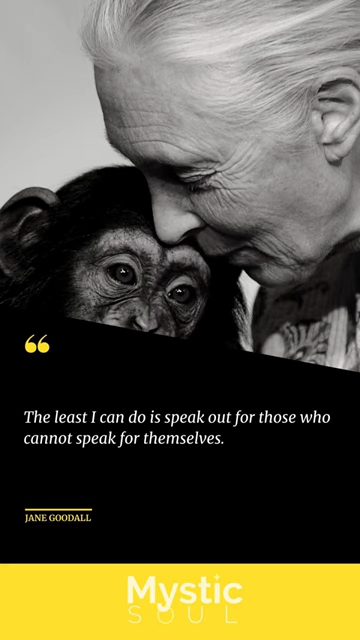 “
The least I can do is speak out for those who
cannot speak for themselves.
JANE GOODALL
Mystic
SOUL